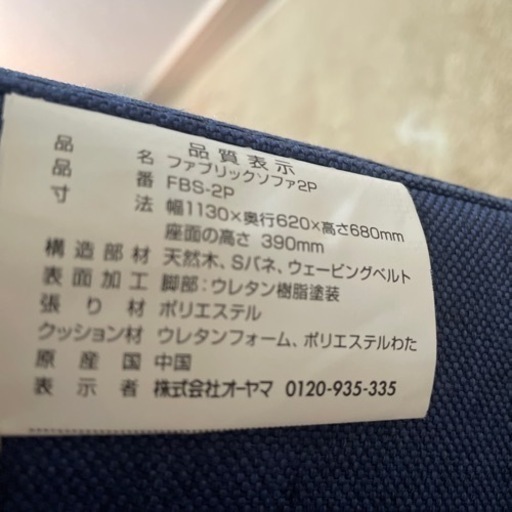 品質表示
品 名 ファブリックソファ2P
品 番 FBS-2P
寸 法 幅1130×奥行620×高さ680mm
座面の高さ 390mm
構造部材 天然木、Sバネ、ウェービングベルト
表面加工 脚部:ウレタン樹脂塗装
張り材 ポリエステル
クッション材 ウレタンフォーム、ポリエステルわた
原産国 中国
表示者 株式会社オーヤマ 0120-935-335